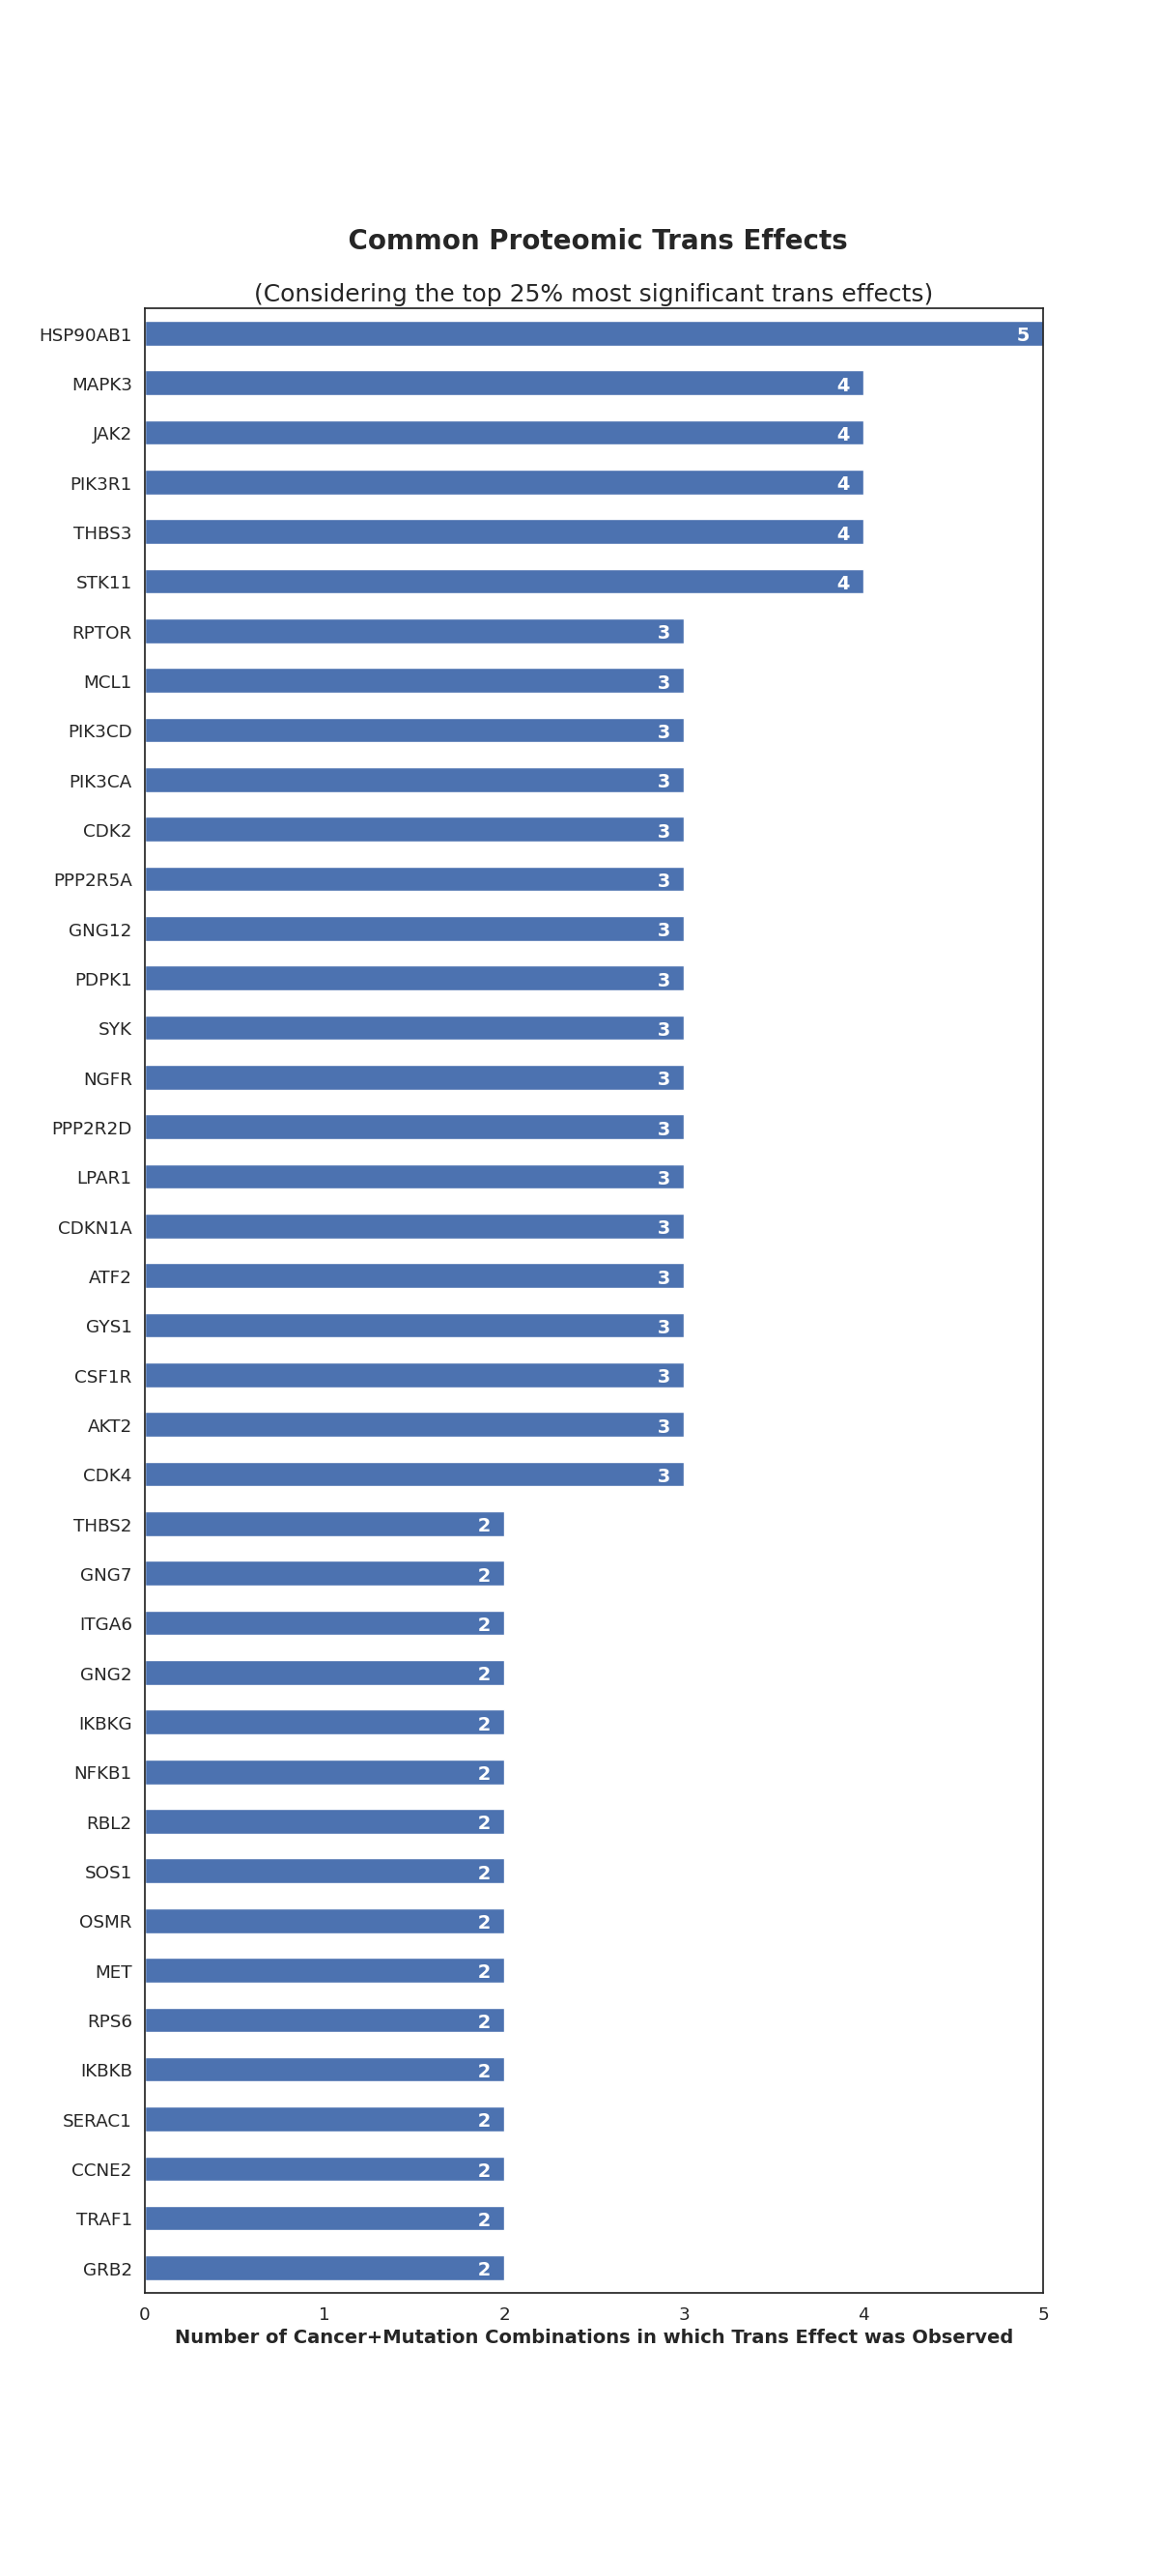 Common Proteomic Trans Effects
(Considering the top 25% most significant trans effects)
HSP90AB1 5
MAPK3 4
JAK2 4
PIK3R1 4
THBS3 4
STK11 4
RPTOR 3
MCL1 3
PIK3CD 3
PIK3CA 3
CDK2 3
PPP2R5A 3
GNG12 3
PDPK1 3
SYK 3
NGFR 3
PPP2R2D 3
LPAR1 3
CDKN1A 3
ATF2 3
GYS1 3
CSF1R 3
AKT2 3
CDK4 3
THBS2 2
GNG7 2
ITGA6 2
GNG2 2
IKBKG 2
NFKB1 2
RBL2 2
SOS1 2
OSMR 2
MET 2
RPS6 2
IKBKB 2
SERAC1 2
CCNE2 2
TRAF1 2
GRB2 2
0 1 2 3 4 5
Number of Cancer+Mutation Combinations in which Trans Effect was Observed